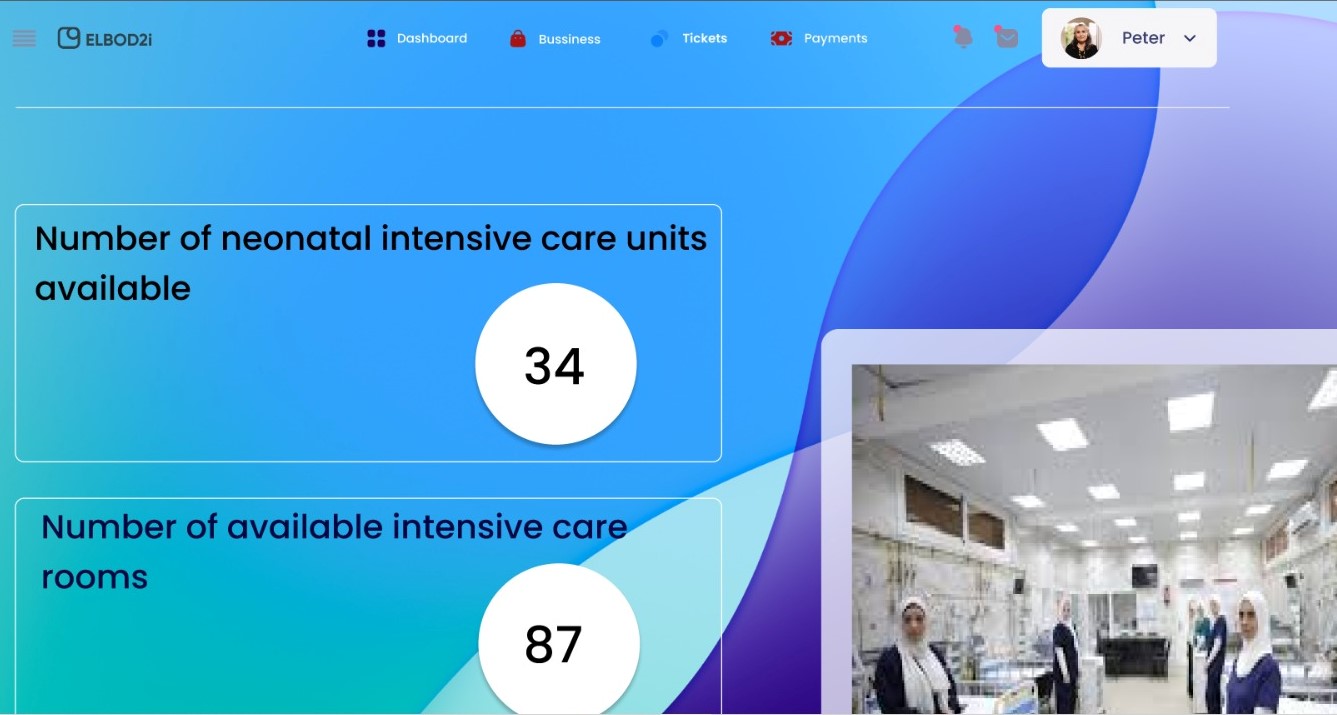 ELBOD2i
Dashboard
Bussiness
Tickets
Payments
Peter
Number of neonatal intensive care units
available
34
Number of available intensive care
rooms
87